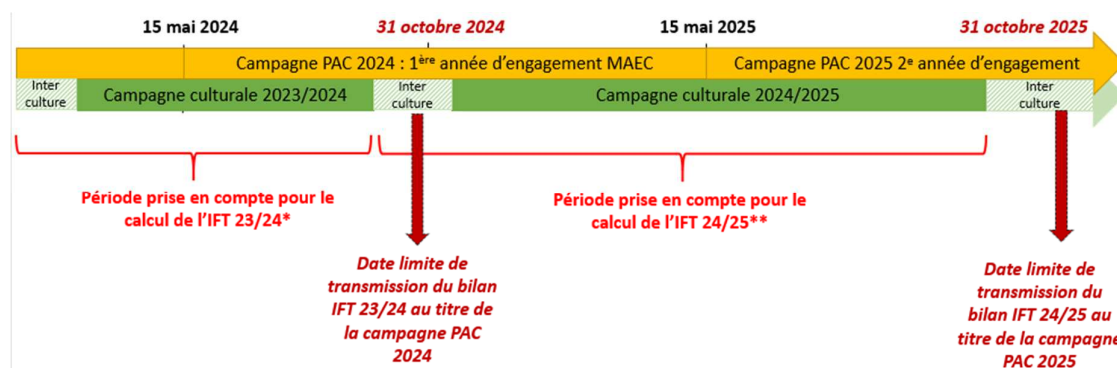 15 mai 2024
31 octobre 2024
15 mai 2025
31 octobre 2025
Campagne PAC 2024 : 1ère année d'engagement MAEC
Campagne PAC 2025 2e année d'engagement
Inter
culture
Campagne culturale 2023/2024
Inter
culture
Campagne culturale 2024/2025
Inter
culture
Période prise en compte pour le
calcul de l'IFT 23/24*
Période prise en compte pour le
calcul de l'IFT 24/25**
Date limite de
transmission du bilan
IFT 23/24 au titre de
la campagne PAC
2024
Date limite de
transmission du
bilan IFT 24/25 au
titre de la campagne
PAC 2025